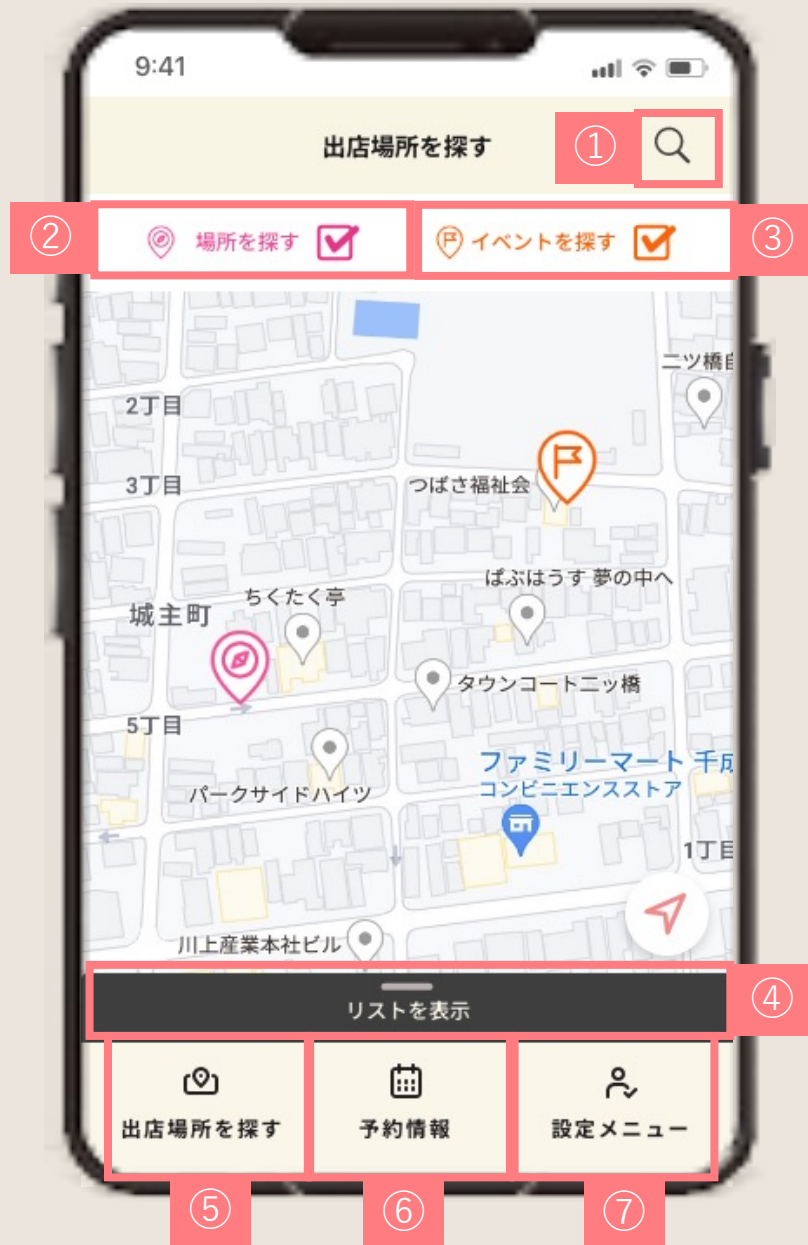 9:41
出店場所を探す
①
②
場所を探す
イベントを探す
③
二ツ橋自
2丁目
3丁目
つばさ福祉会
ぱぶはうす 夢の中へ
ちくたく亭
城主町
タウンコート二ッ橋
5丁目
ファミリーマート 千成
コンビニエンスストア
パークサイドハイツ
1丁目
川上産業本社ビル
④
リストを表示
出店場所を探す
予約情報
設定メニュー
⑤
⑥
⑦